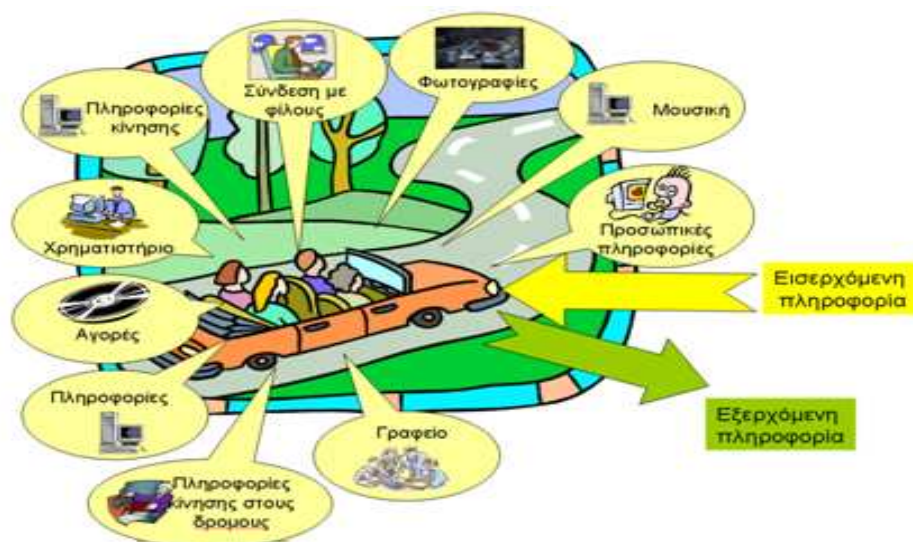 Σύνδεση με
φίλους
Φωτογραφίες
Πληροφορίες
κίνησης
Μουσική
Χρηματιστήριο
Προσωπικές
πληροφορίες
Εισερχόμενη
πληροφορία
Αγορές
Πληροφορίες
Γραφείο
Εξερχόμενη
πληροφορία
Πληροφορίες
κίνησης στους
δρομους